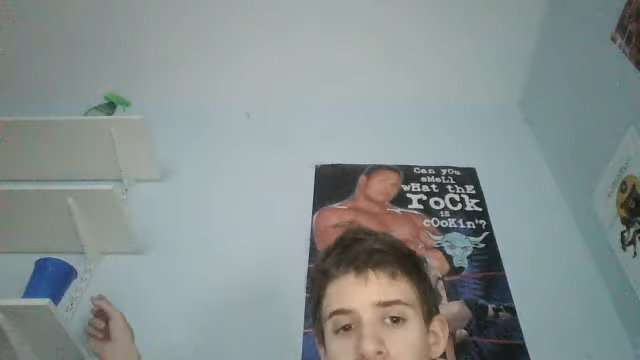 Can yOu
sMeLL
wHat thE
roCk
is
cOoKin'?